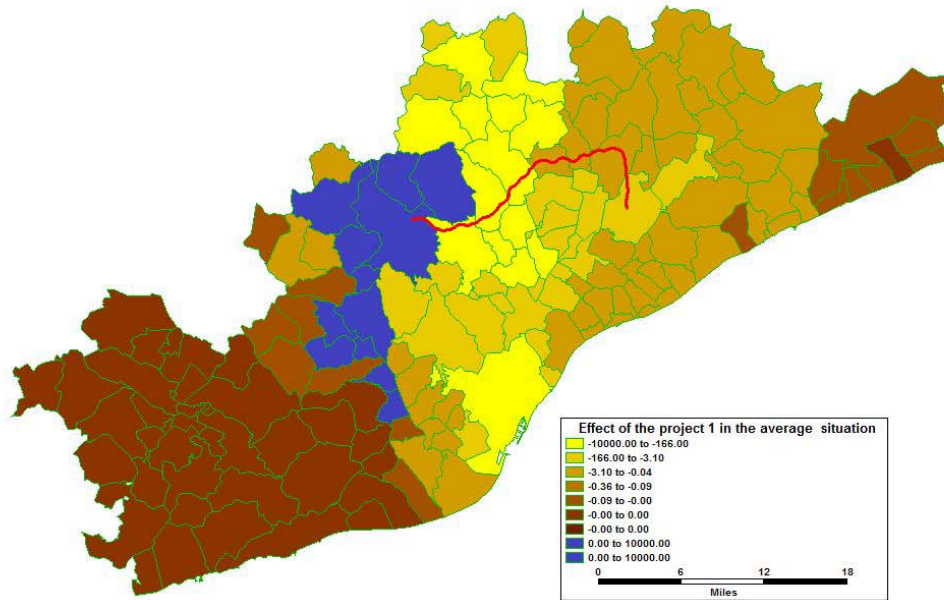 Effect of the project 1 in the average situation
-10000.00 to -166.00
-166.00 to -3.10
-3.10 to -0.04
-0.36 to -0.09
-0.09 to -0.00
-0.00 to 0.00
-0.00 to 0.00
0.00 to 10000.00
0.00 to 10000.00
0 6 12 18
Miles